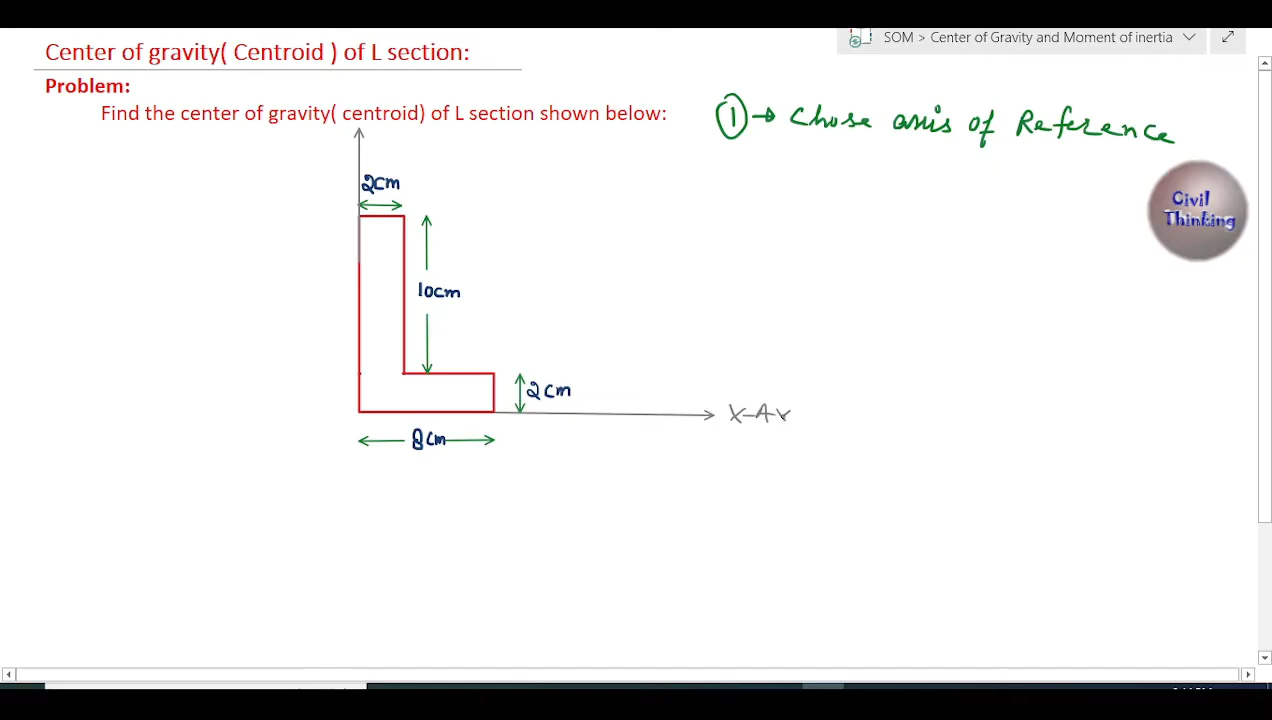 SOM > Center of Gravity and Moment of inertia
Center of gravity( Centroid ) of L section:
Problem:
Find the center of gravity( centroid) of L section shown below:
① → Chose axis of Reference
2cm
Civil
Thinking
10cm
2cm
X-Ax
8cm